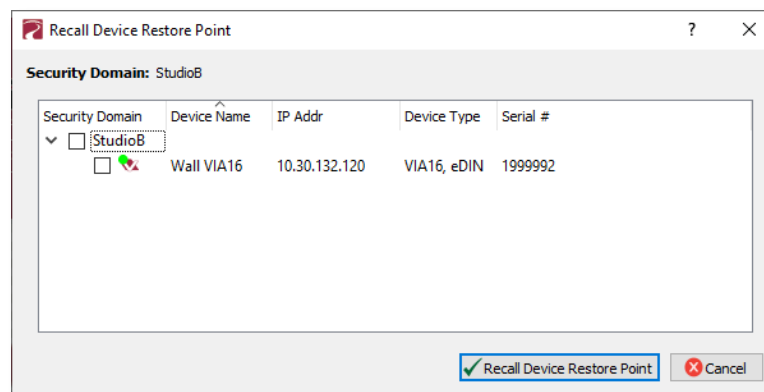 Recall Device Restore Point
?
Security Domain: StudioB
Security Domain Device Name IP Addr Device Type Serial #
StudioB
Wall VIA16 10.30.132.120 VIA16, eDIN 1999992
Recall Device Restore Point Cancel